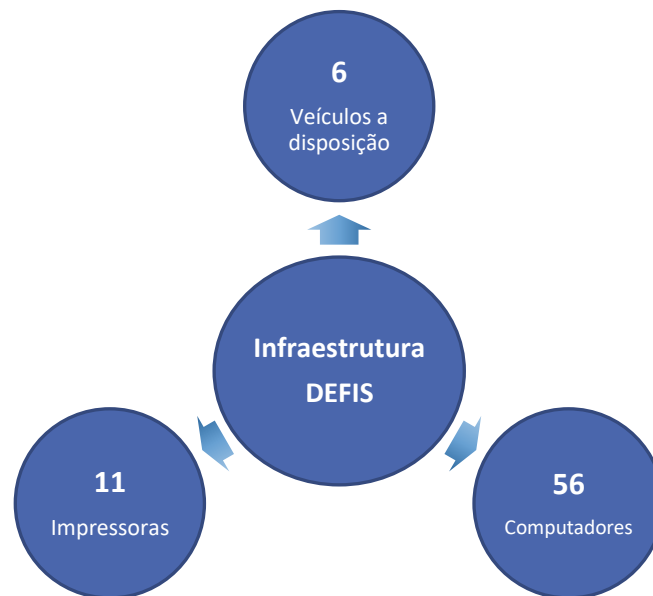 6
Veículos a
disposição
Infraestrutura
DEFIS
11
Impressoras
56
Computadores